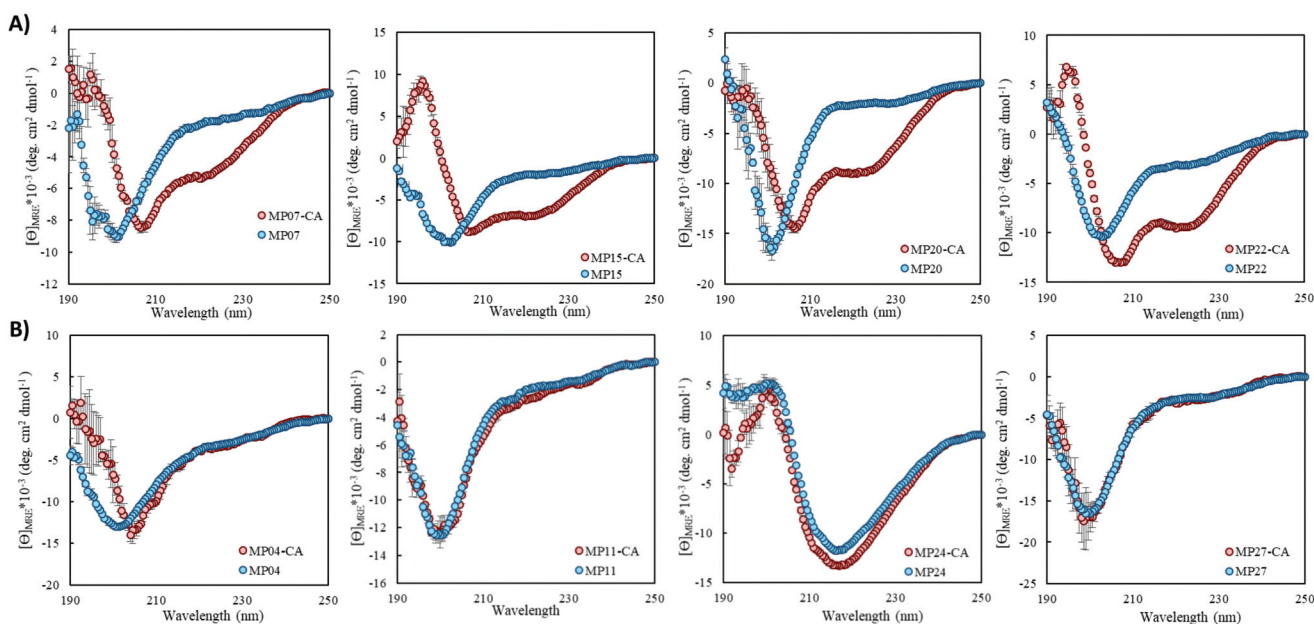 A)
[Θ]MRE*10⁻³ (deg. cm² dmol⁻¹)
4
2
0
-2
-4
-6
-8
-10
-12
190 210 230 250
Wavelength (nm)
MP07-CA
MP07
[Θ]MRE*10⁻³ (deg. cm² dmol⁻¹)
15
10
5
0
-5
-10
-15
190 210 230 250
Wavelength (nm)
MP15-CA
MP15
[Θ]MRE*10⁻³ (deg. cm² dmol⁻¹)
5
0
-5
-10
-15
-20
190 210 230 250
Wavelength (nm)
MP20-CA
MP20
[Θ]MRE*10⁻³ (deg. cm² dmol⁻¹)
10
5
0
-5
-10
-15
190 210 230 250
Wavelength (nm)
MP22-CA
MP22
B)
[Θ]MRE*10⁻³ (deg. cm² dmol⁻¹)
10
5
0
-5
-10
-15
-20
190 210 230 250
Wavelength (nm)
MP04-CA
MP04
[Θ]MRE*10⁻³ (deg. cm² dmol⁻¹)
2
0
-2
-4
-6
-8
-10
-12
-14
-16
190 210 230 250
Wavelength
MP11-CA
MP11
[Θ]MRE*10⁻³ (deg. cm² dmol⁻¹)
10
5
0
-5
-10
-15
190 210 230 250
Wavelength (nm)
MP24-CA
MP24
[Θ]MRE*10⁻³ (deg. cm² dmol⁻¹)
5
0
-5
-10
-15
-20
-25
190 210 230 250
Wavelength (nm)
MP27-CA
MP27